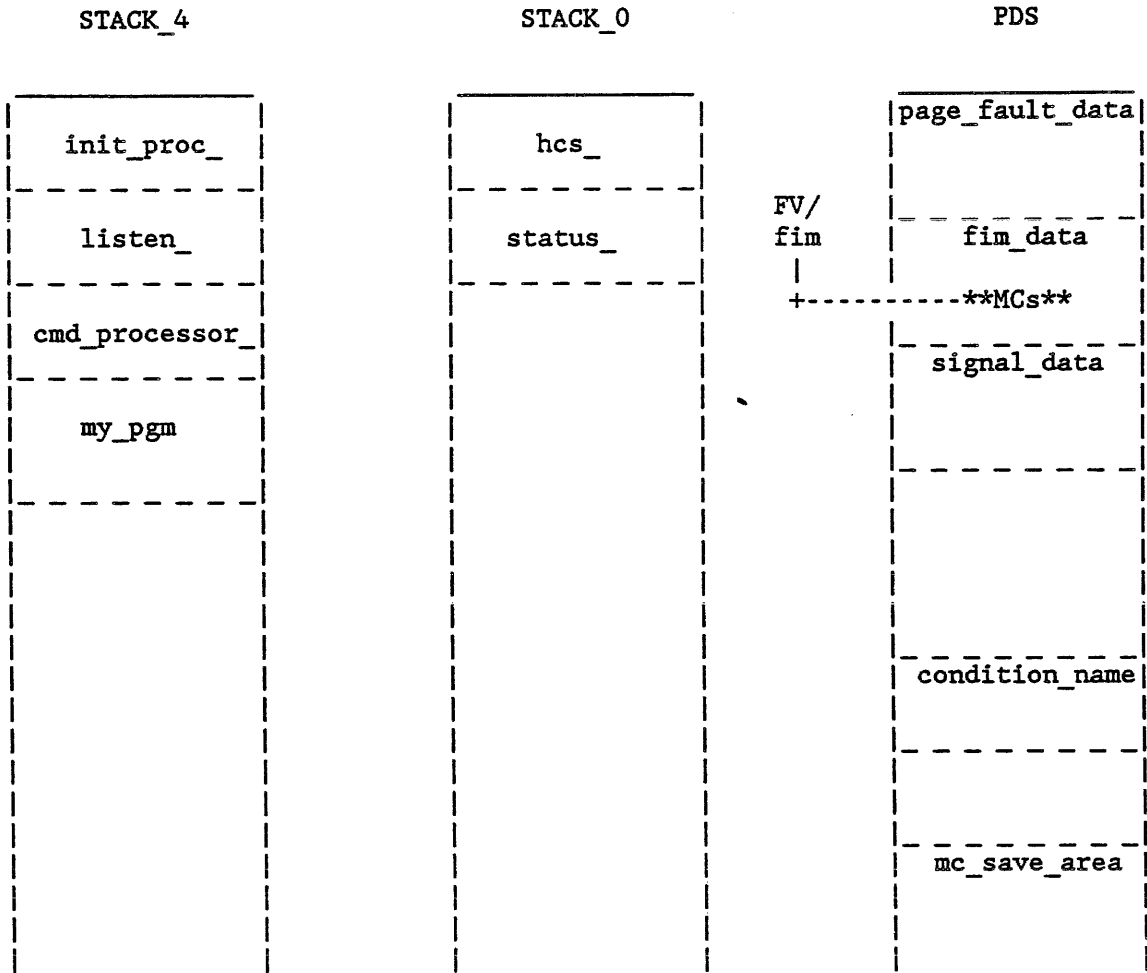 STACK_4 STACK_0 PDS
page_fault_data
init_proc_ hcs_
FV/
listen_ status_ fim fim_data
**MCs**
cmd_processor_
signal_data
my_pgm
condition_name
mc_save_area